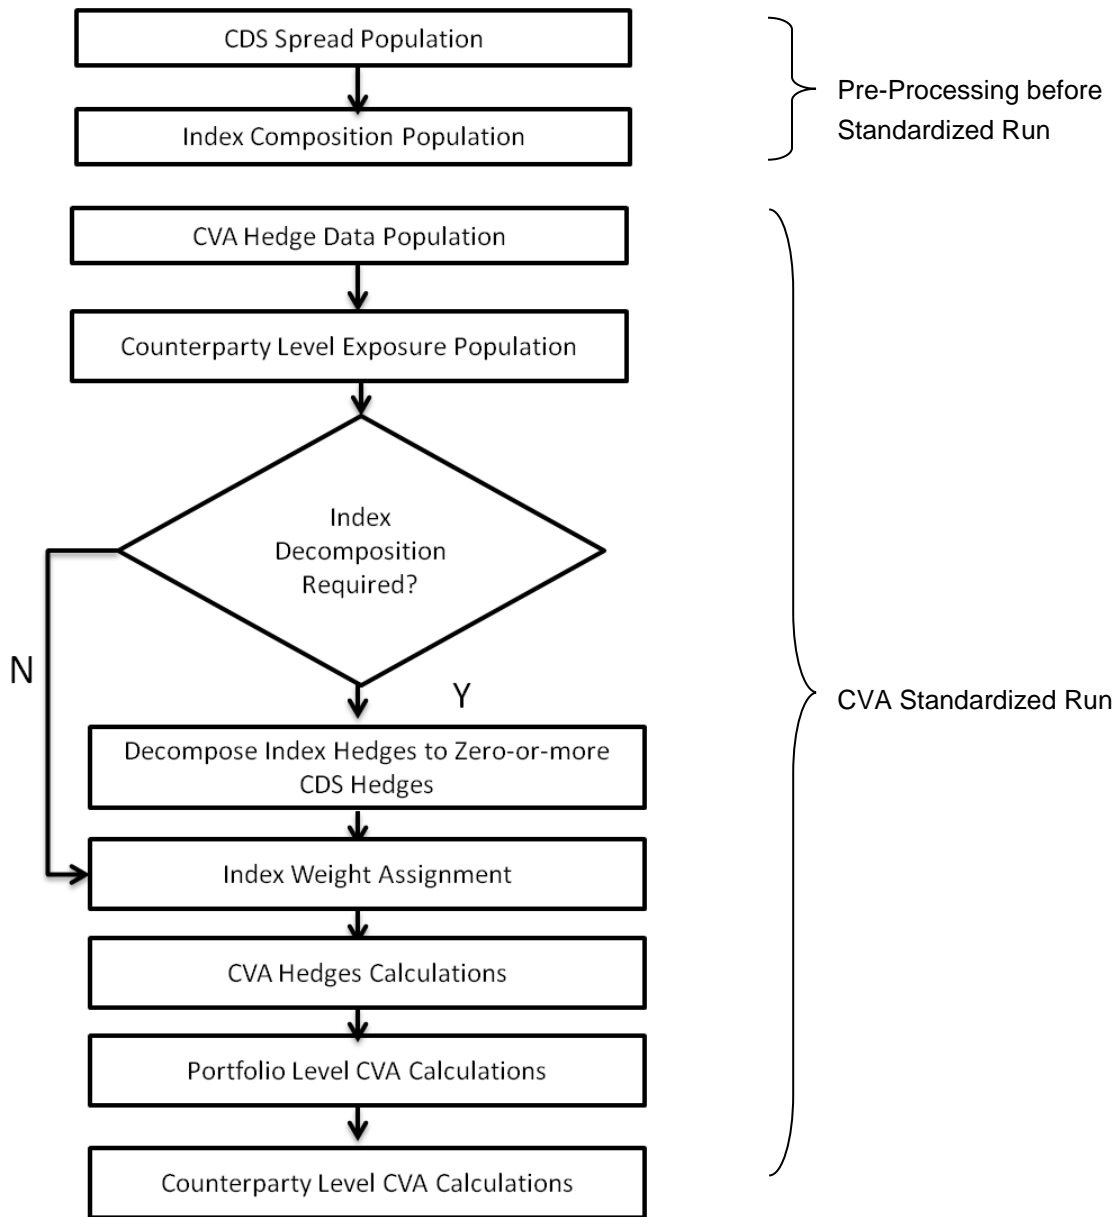 CDS Spread Population
Index Composition Population
Pre-Processing before
Standardized Run
CVA Hedge Data Population
Counterparty Level Exposure Population
Index
Decomposition
Required?
N
Y
CVA Standardized Run
Decompose Index Hedges to Zero-or-more
CDS Hedges
Index Weight Assignment
CVA Hedges Calculations
Portfolio Level CVA Calculations
Counterparty Level CVA Calculations